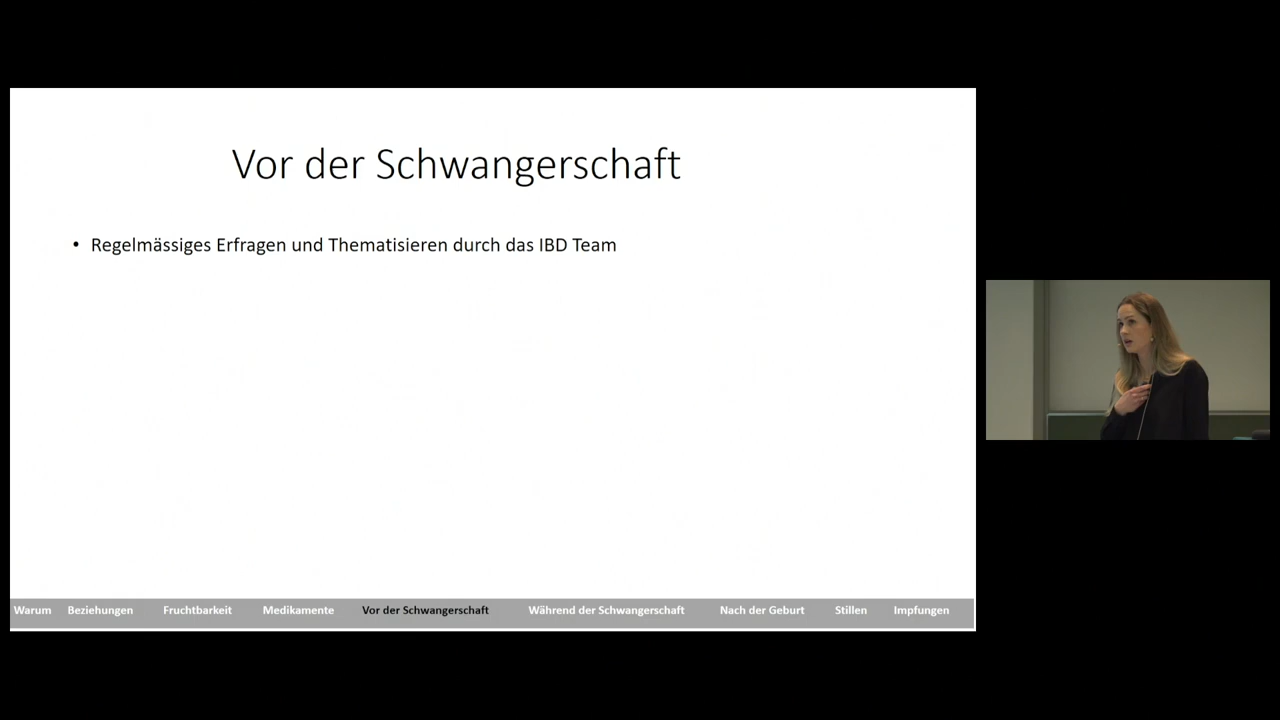 Vor der Schwangerschaft
• Regelmässiges Erfragen und Thematisieren durch das IBD Team
Warum Beziehungen Fruchtbarkeit Medikamente Vor der Schwangerschaft Während der Schwangerschaft Nach der Geburt Stillen Impfungen